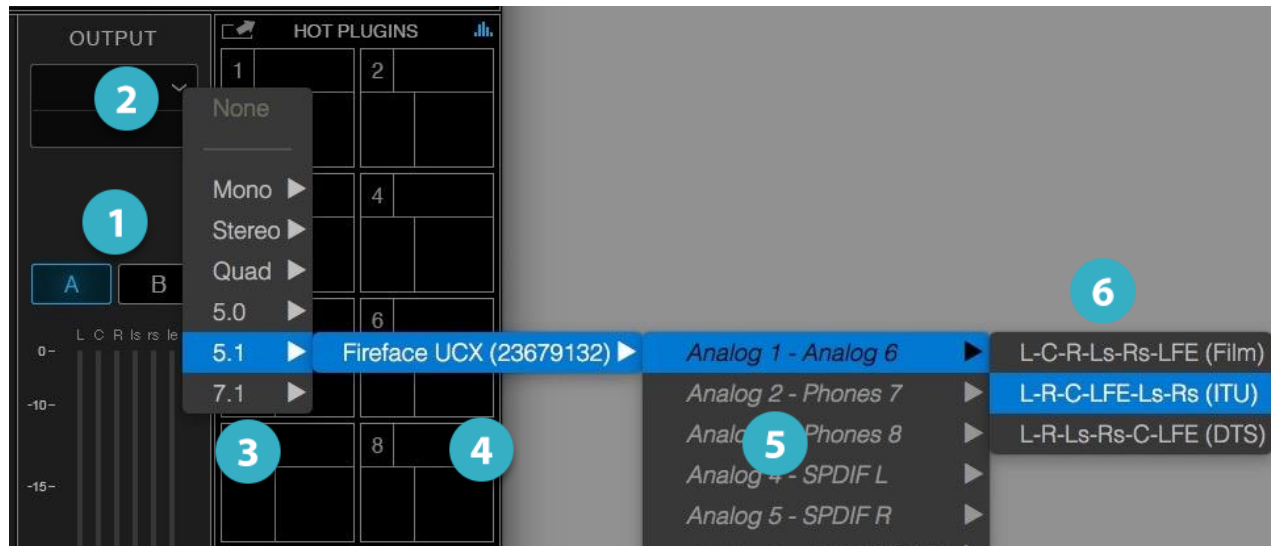 OUTPUT
HOT PLUGINS
1
2
2
None
Mono
Stereo
Quad
5.0
5.1
7.1
4
1
A
B
L C R ls rs le
0-
-10-
-15-
6
8
3
4
Fireface UCX (23679132)
Analog 1 - Analog 6
Analog 2 - Phones 7
Phones 8
SPDIF L
Analog 5 - SPDIF R
5
6
L-C-R-Ls-Rs-LFE (Film)
L-R-C-LFE-Ls-Rs (ITU)
L-R-Ls-Rs-C-LFE (DTS)